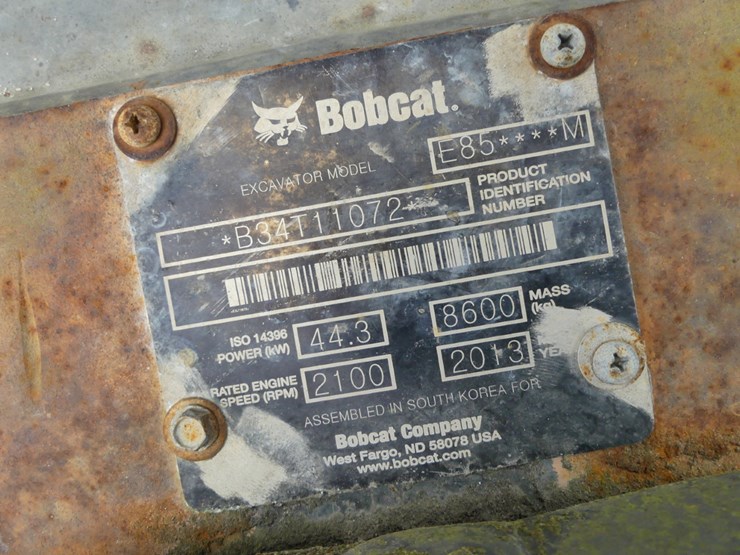 Bobcat.
EXCAVATOR MODEL E85****M
*B34T11072* PRODUCT IDENTIFICATION NUMBER
ISO 14396 POWER (kW) 44.3 8600 MASS (kg)
RATED ENGINE SPEED (RPM) 2100 2013
ASSEMBLED IN SOUTH KOREA FOR
Bobcat Company
West Fargo, ND 58078 USA
www.bobcat.com